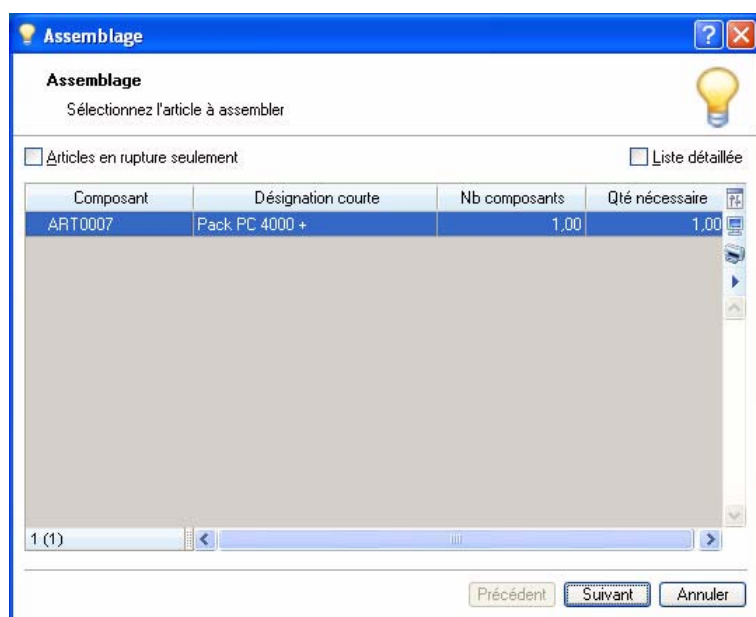 Assemblage
Assemblage
Sélectionnez l'article à assembler
Articles en rupture seulement Liste détaillée
Composant Désignation courte Nb composants Qté nécessaire
ART0007 Pack PC 4000 + 1,00 1,00
1 (1)
Précédent Suivant Annuler